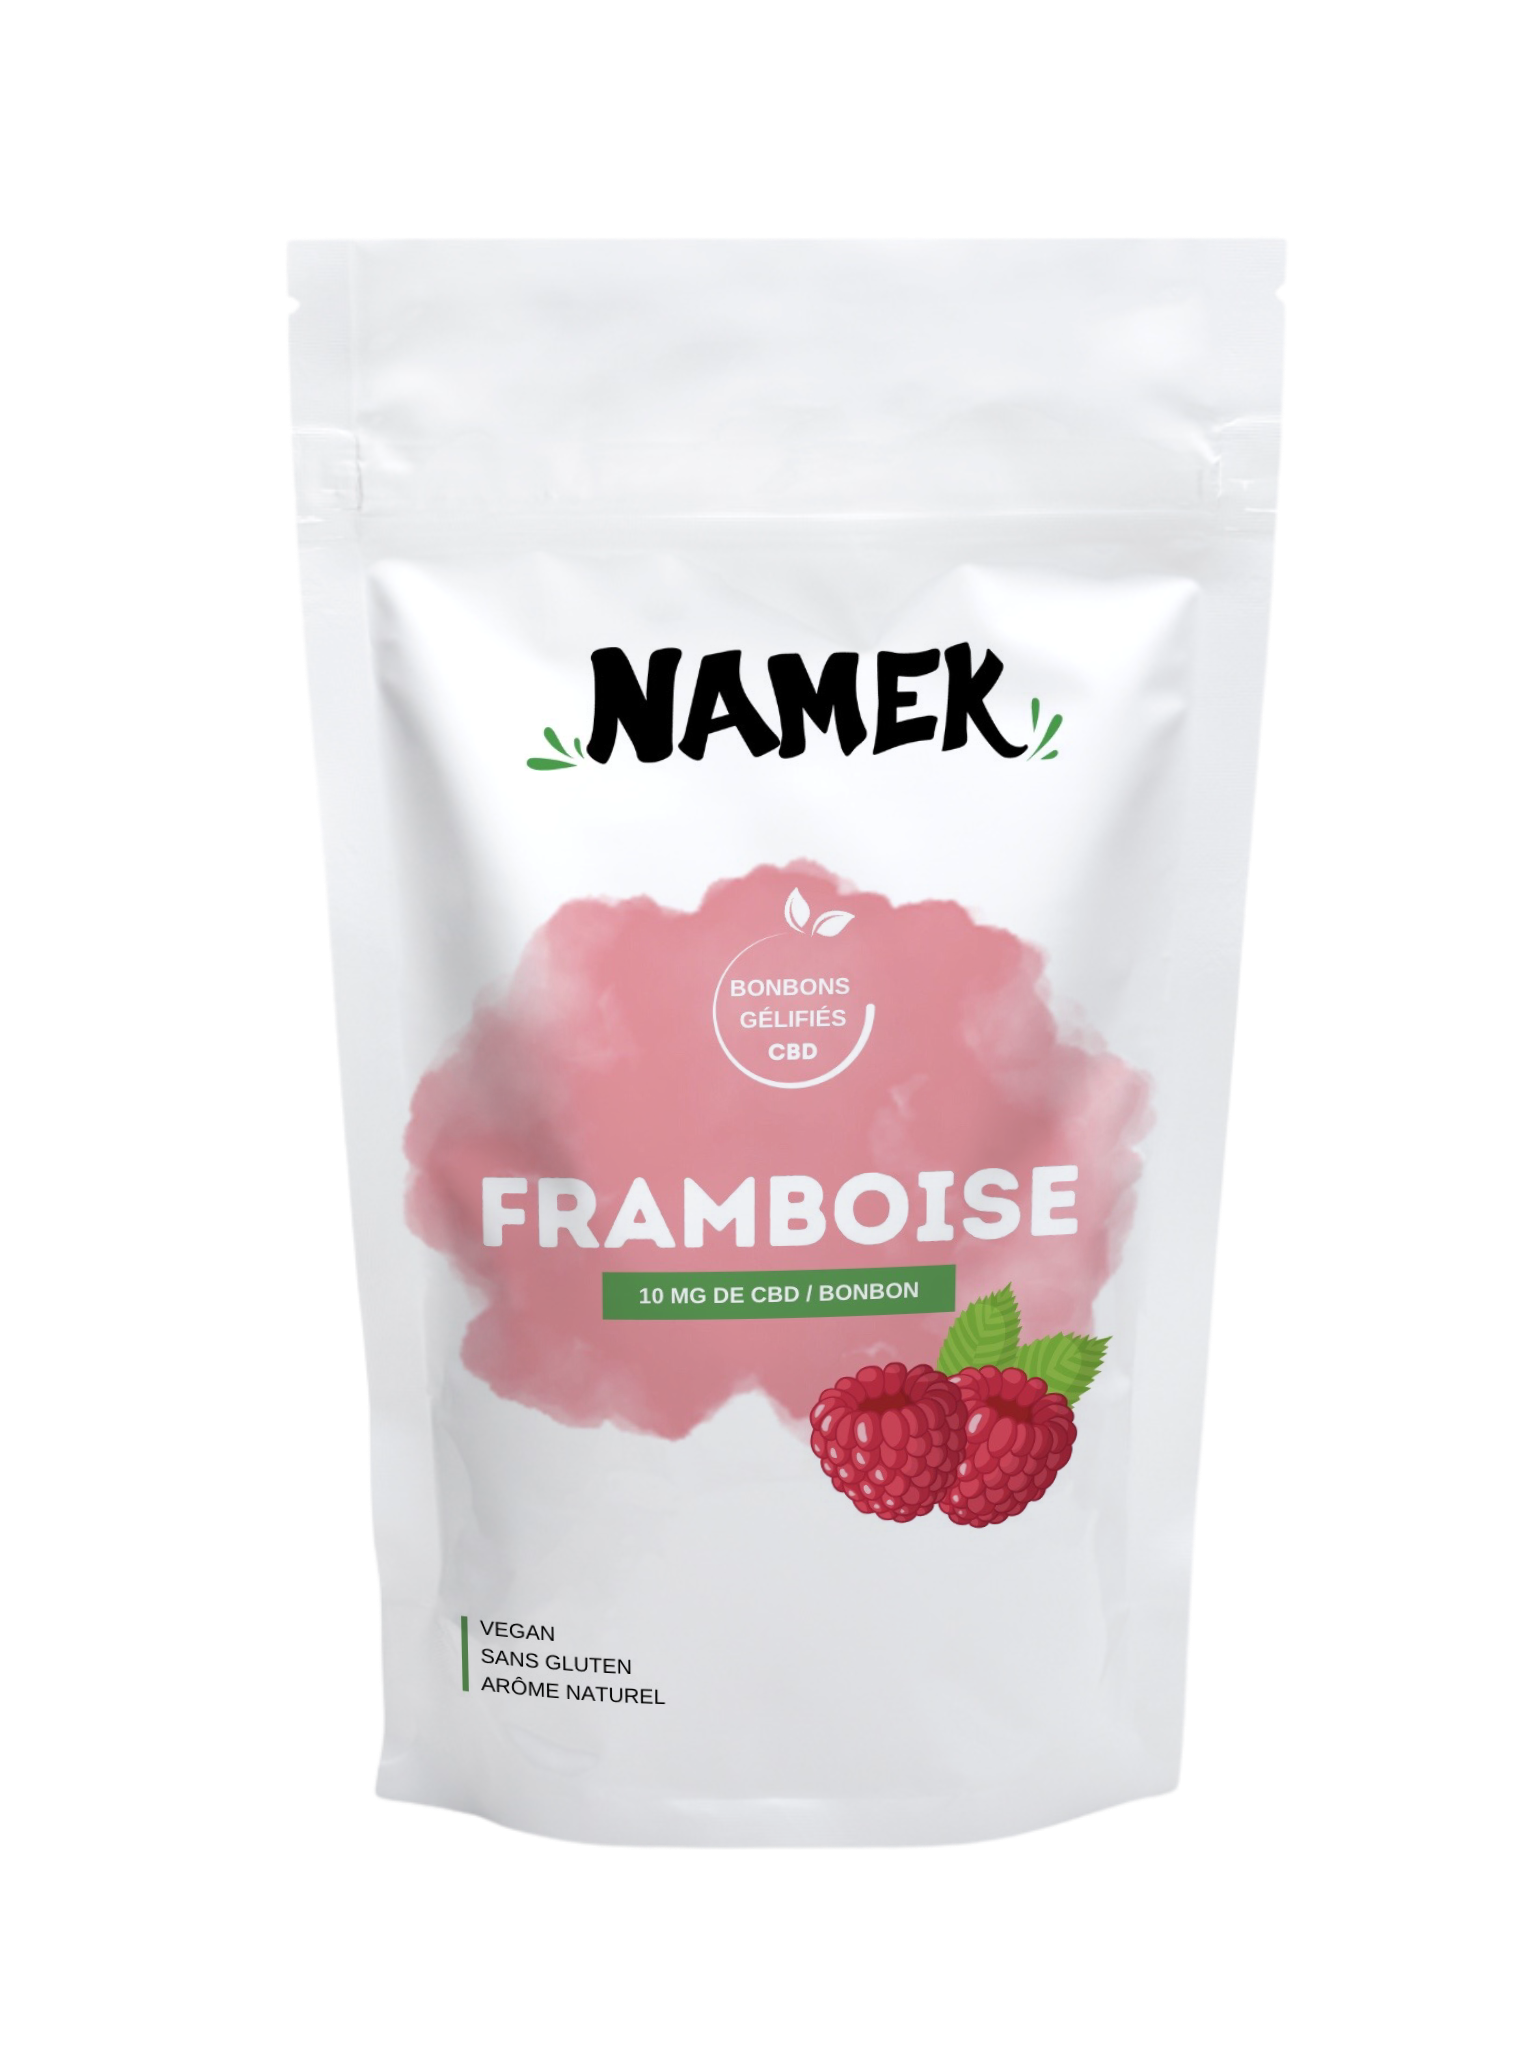 NAMEK
BONBONS
GÉLIFIÉS
CBD
FRAMBOISE
10 MG DE CBD / BONBON
VEGAN
SANS GLUTEN
ARÔME NATUREL